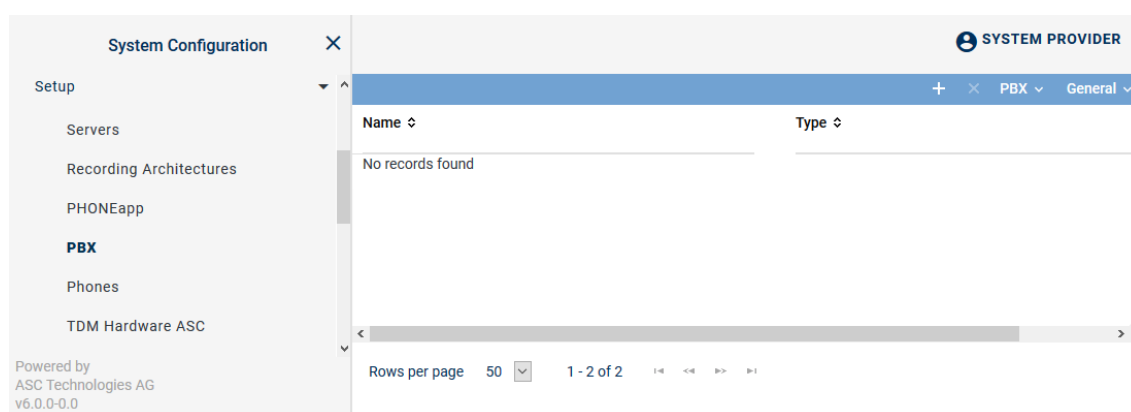 System Configuration
SYSTEM PROVIDER
Setup
PBX
General
Servers
Recording Architectures
PHONEapp
PBX
Phones
TDM Hardware ASC
Name
Type
No records found
Powered by
ASC Technologies AG
v6.0.0-0.0
Rows per page 50 1 - 2 of 2